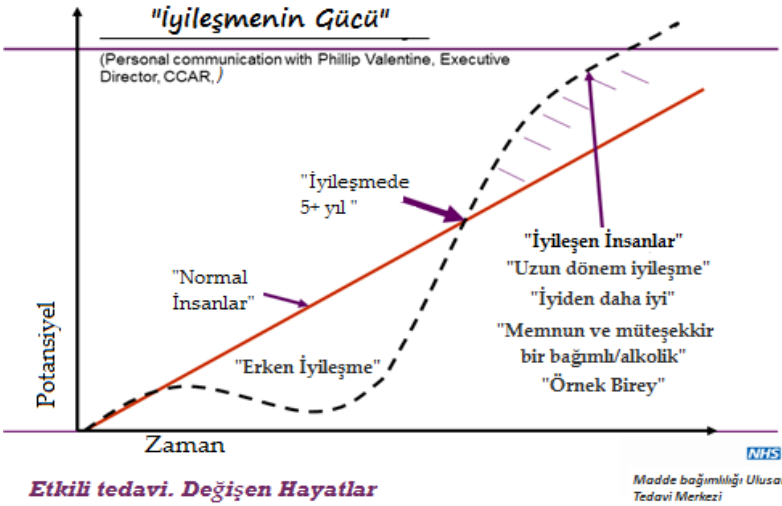 "İyileşmenin Gücü"
(Personal communication with Phillip Valentine, Executive
Director, CCAR, )
"İyileşmede
5+ yıl "
"Normal
İnsanlar"
"Erken İyileşme"
"İyileşen İnsanlar"
"Uzun dönem iyileşme"
"İyiden daha iyi"
"Memnun ve müteşekkir
bir bağımlı/alkolik"
"Örnek Birey"
Potansiyel
Zaman
NHS
Etkili tedavi. Değişen Hayatlar
Madde bağımlılığı Ulusa
Tedavi Merkezi